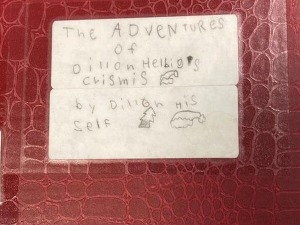 The ADVENTURES
of
Dillon Hellig's
crismis
by Dillon His
Self